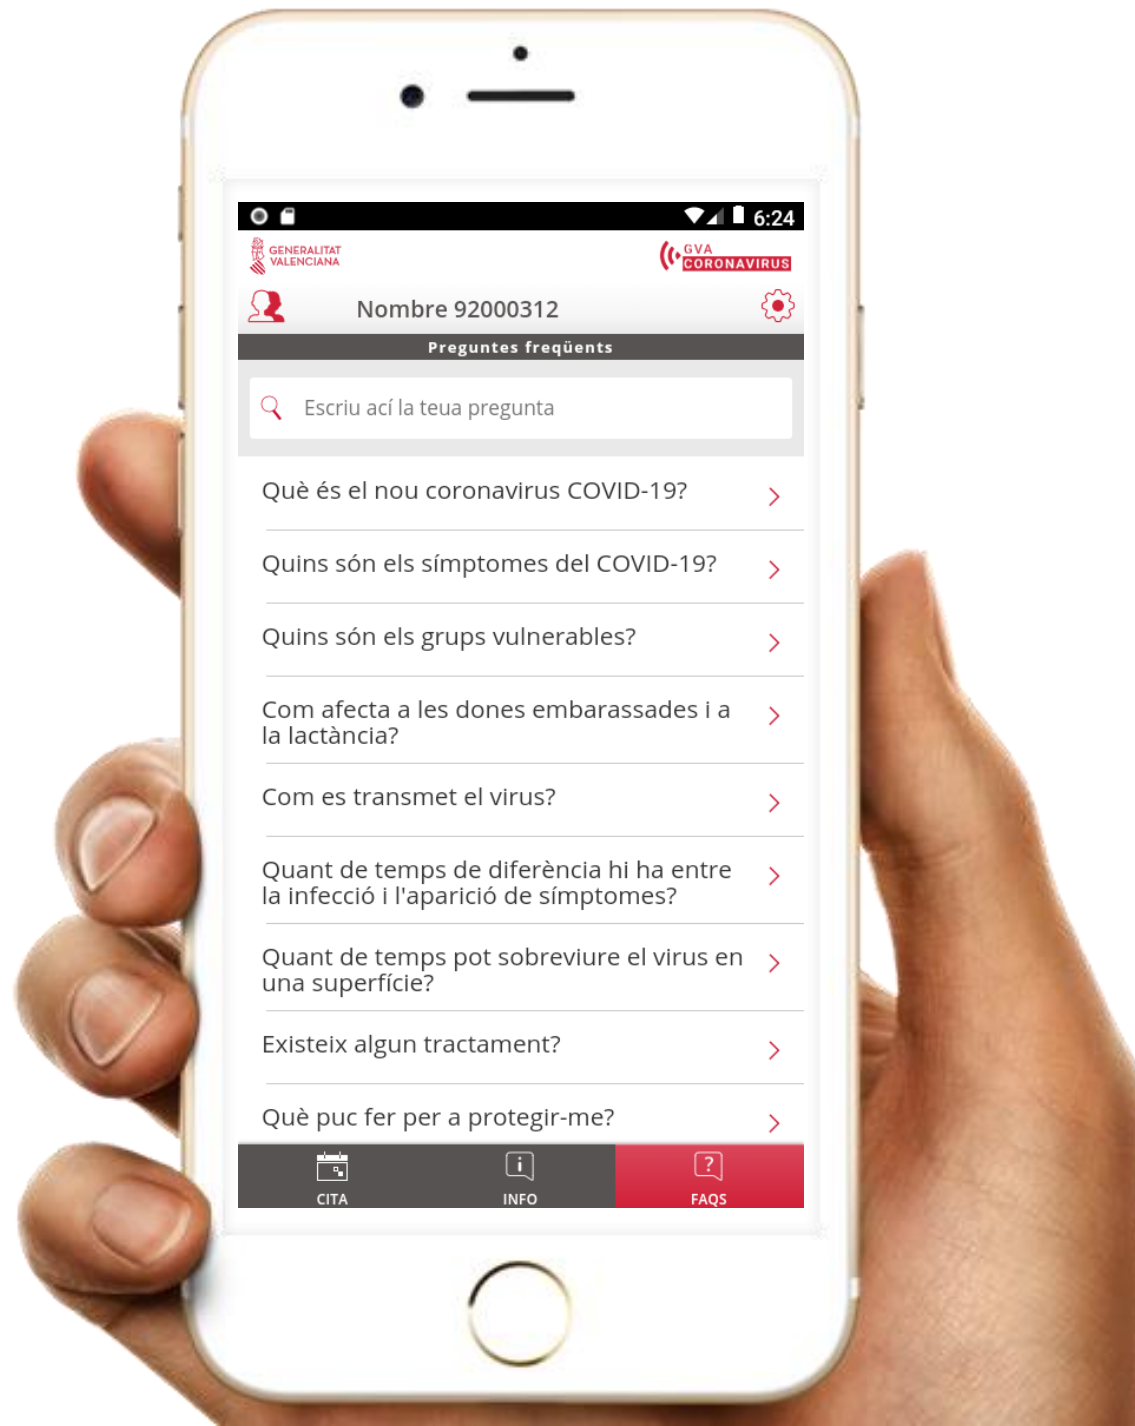 6:24
GENERALITAT
VALENCIANA
GVA
CORONAVIRUS
Nombre 92000312
Preguntes freqüents
Escriu ací la teua pregunta
Què és el nou coronavirus COVID-19?
Quins són els símptomes del COVID-19?
Quins són els grups vulnerables?
Com afecta a les dones embarassades i a
la lactància?
Com es transmet el virus?
Quant de temps de diferència hi ha entre
la infecció i l'aparició de símptomes?
Quant de temps pot sobreviure el virus en
una superfície?
Existeix algun tractament?
Què puc fer per a protegir-me?
CITA
INFO
FAQS